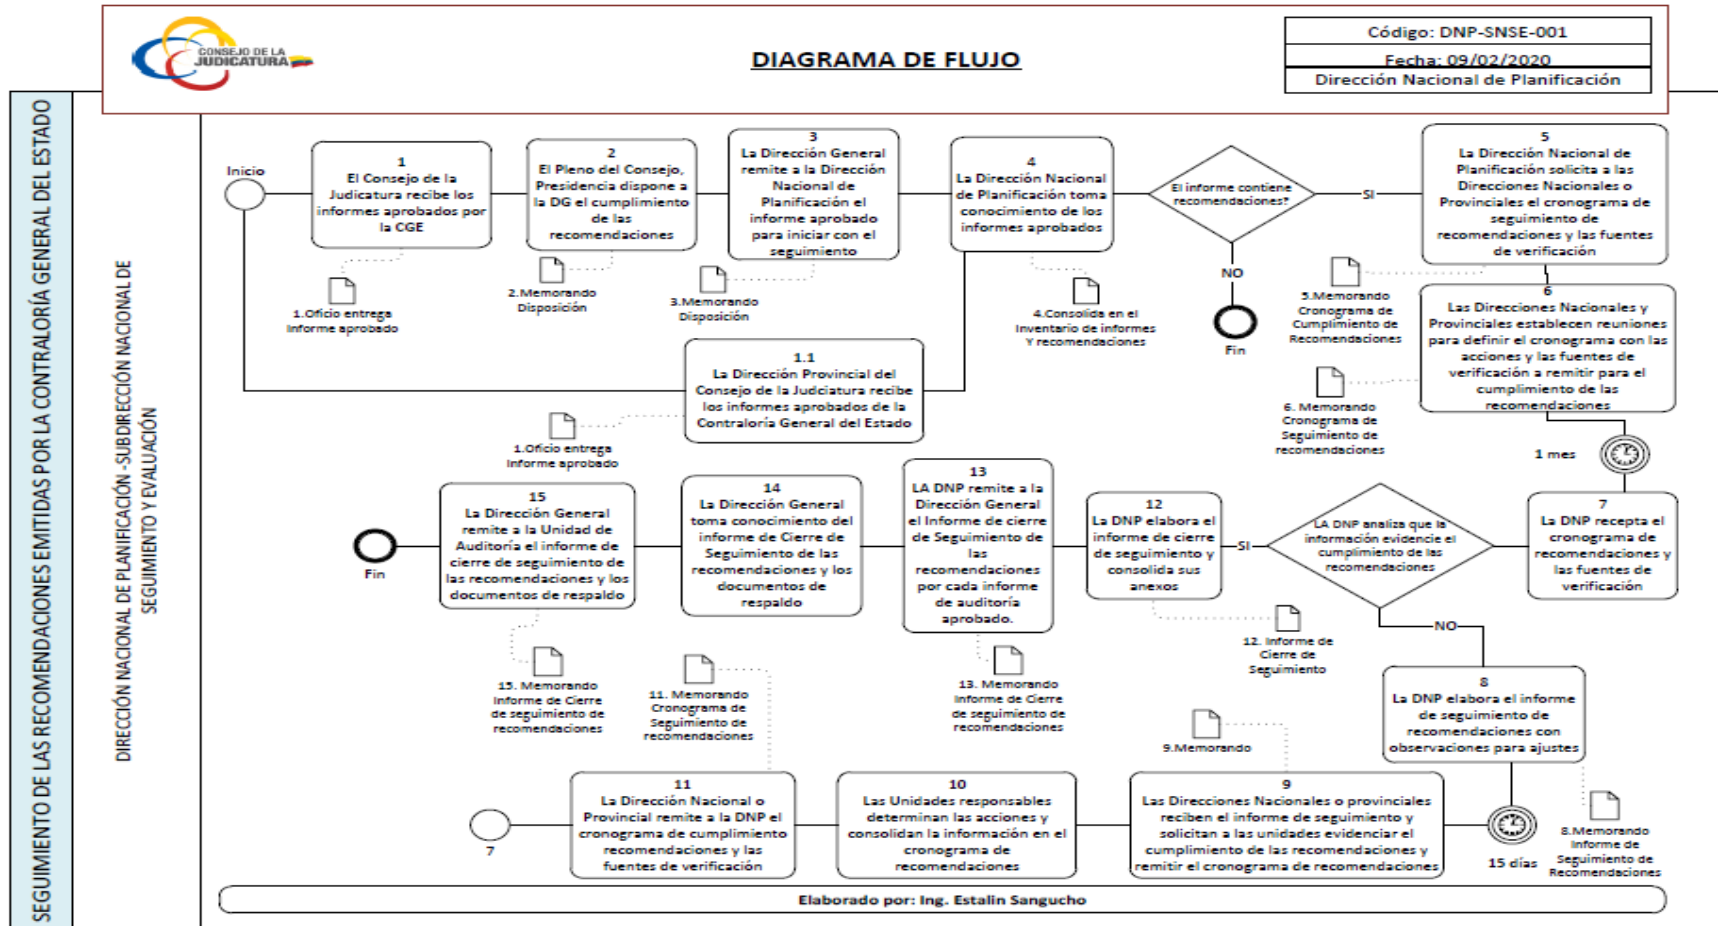 CONSEJO DE LA
JUDICATURA
DIAGRAMA DE FLUJO
Código: DNP-SNSE-001
Fecha: 09/02/2020
Dirección Nacional de Planificación
SEGUIMIENTO DE LAS RECOMENDACIONES EMITIDAS POR LA CONTRALORÍA GENERAL DEL ESTADO
DIRECCIÓN NACIONAL DE PLANIFICACIÓN -SUBDIRECCIÓN NACIONAL DE
SEGUIMIENTO Y EVALUACIÓN
Inicio
1
El Consejo de la
Judicatura recibe los
informes aprobados por
la CGE
1.Oficio entrega
Informe aprobado
2
El Pleno del Consejo,
Presidencia dispone a
la DG el cumplimiento
de las
recomendaciones
2.Memorando
Disposición
3
La Dirección General
remite a la Dirección
Nacional de
Planificación el
informe aprobado
para iniciar con el
seguimiento
3.Memorando
Disposición
4
La Dirección Nacional
de Planificación toma
conocimiento de los
informes aprobados
4.Consolida en el
Inventario de informes
Y recomendaciones
El informe contiene
recomendaciones?
SI
NO
Fin
5
La Dirección Nacional de
Planificación solicita a las
Direcciones Nacionales o
Provinciales el cronograma de
seguimiento de
recomendaciones y las fuentes
de verificación
5.Memorando
Cronograma de
Cumplimiento de
Recomendaciones
6
Las Direcciones Nacionales y
Provinciales establecen reuniones
para definir el cronograma con las
acciones y las fuentes de
verificación a remitir para el
cumplimiento de las
recomendaciones
6. Memorando
Cronograma de
Seguimiento de
recomendaciones
1 mes
1.1
La Dirección Provincial del
Consejo de la Judciatura recibe
los informes aprobados de la
Contraloría General del Estado
1.Oficio entrega
Informe aprobado
7
La DNP recepta el
cronograma de
recomendaciones y
las fuentes de
verificación
LA DNP analiza que la
información evidencie el
cumplimiento de las
recomendaciones
SI
NO
12
La DNP elabora el
informe de cierre
de seguimiento y
consolida sus
anexos
12. Informe de
Cierre de
Seguimiento
13
LA DNP remite a la
Dirección General
el Informe de cierre
de Seguimiento de
las
recomendaciones
por cada informe
de auditoría
aprobado.
13. Memorando
Informe de Cierre
de seguimiento de
recomendaciones
14
La Dirección General
toma conocimiento del
informe de Cierre de
Seguimiento de las
recomendaciones y los
documentos de
respaldo
15
La Dirección General
remite a la Unidad de
Auditoría el informe de
cierre de seguimiento de
las recomendaciones y los
documentos de respaldo
15. Memorando
Informe de Cierre
de seguimiento de
recomendaciones
Fin
8
La DNP elabora el informe
de seguimiento de
recomendaciones con
observaciones para ajustes
8.Memorando
Informe de
Seguimiento de
Recomendaciones
15 días
9
Las Direcciones Nacionales o provinciales
reciben el informe de seguimiento y
solicitan a las unidades evidenciar el
cumplimiento de las recomendaciones y
remitir el cronograma de recomendaciones
9.Memorando
10
Las Unidades responsables
determinan las acciones y
consolidan la información en el
cronograma de
recomendaciones
11
La Dirección Nacional o
Provincial remite a la DNP el
cronograma de cumplimiento
recomendaciones y las
fuentes de verificación
11. Memorando
Cronograma de
Seguimiento de
recomendaciones
7
Elaborado por: Ing. Estalin Sangucho